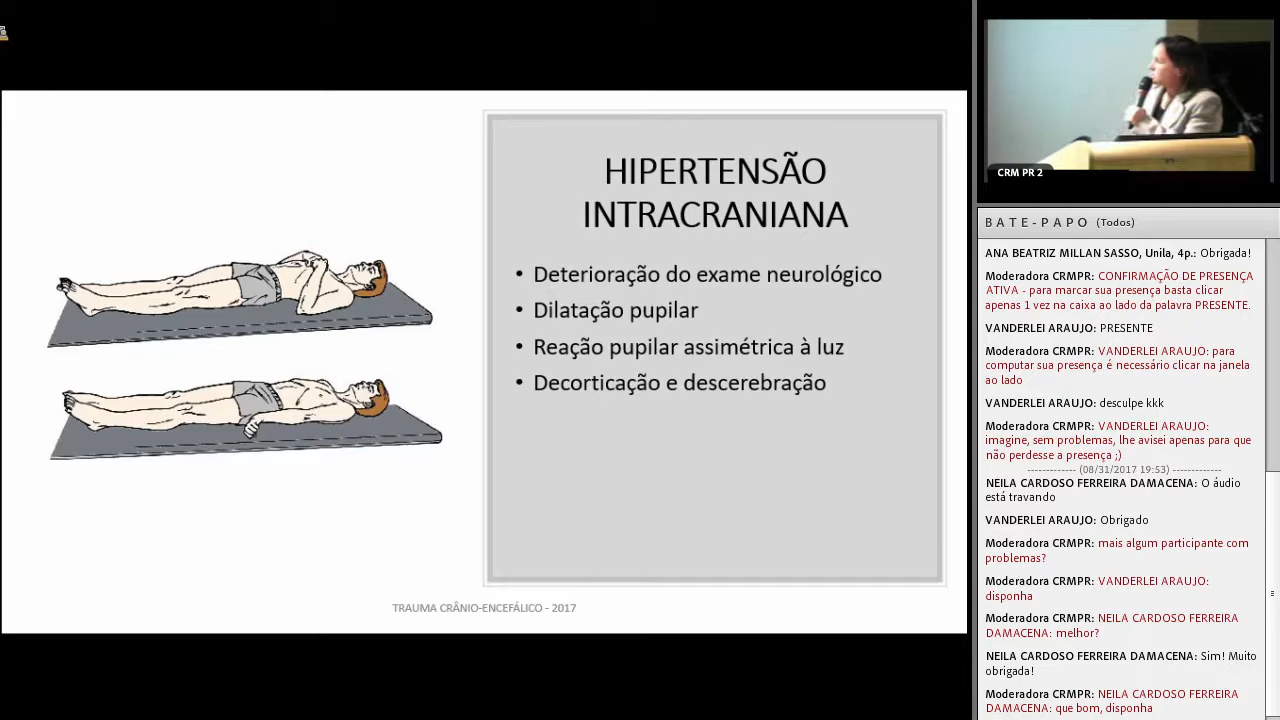 HIPERTENSÃO
INTRACRANIANA
• Deterioração do exame neurológico
• Dilatação pupilar
• Reação pupilar assimétrica à luz
• Decorticação e descerebração
TRAUMA CRÂNIO-ENCEFÁLICO - 2017
CRM PR 2
BATE-PAPO (Todos)
ANA BEATRIZ MILLAN SASSO, Unila, 4p.: Obrigada!
Moderadora CRMPR: CONFIRMAÇÃO DE PRESENÇA
ATIVA - para marcar sua presença basta clicar
apenas 1 vez na caixa ao lado da palavra PRESENTE.
VANDERLEI ARAUJO: PRESENTE
Moderadora CRMPR: VANDERLEI ARAUJO: para
computar sua presença é necessário clicar na janela
ao lado
VANDERLEI ARAUJO: desculpe kkk
Moderadora CRMPR: VANDERLEI ARAUJO:
imagine, sem problemas, lhe avisei apenas para que
não perdesse a presença ;)
------------- (08/31/2017 19:53) -------------
NEILA CARDOSO FERREIRA DAMACENA: O áudio
está travando
VANDERLEI ARAUJO: Obrigado
Moderadora CRMPR: mais algum participante com
problemas?
Moderadora CRMPR: VANDERLEI ARAUJO:
disponha
Moderadora CRMPR: NEILA CARDOSO FERREIRA
DAMACENA: melhor?
NEILA CARDOSO FERREIRA DAMACENA: Sim! Muito
obrigada!
Moderadora CRMPR: NEILA CARDOSO FERREIRA
DAMACENA: que bom, disponha